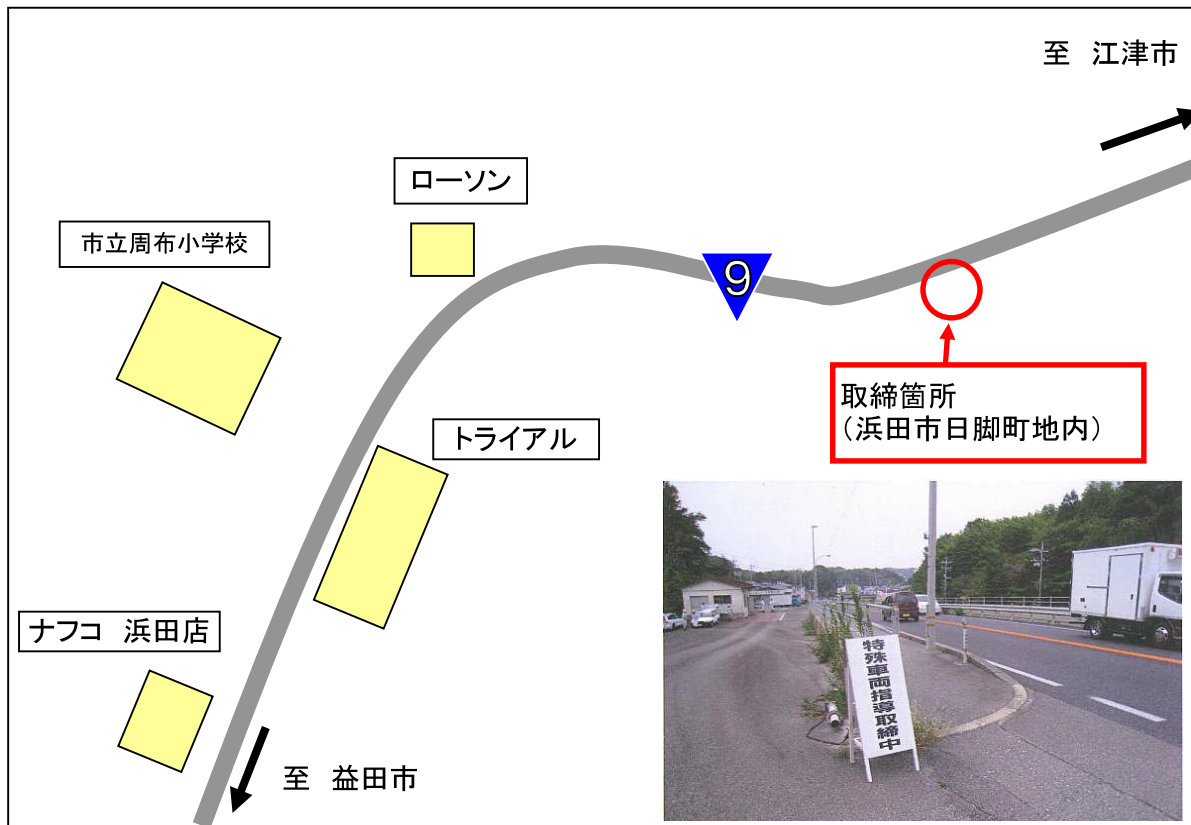 至 江津市
ローソン
市立周布小学校
9
取締箇所
（浜田市日脚町地内）
トライアル
ナフコ 浜田店
至 益田市
特殊車両指導取締中